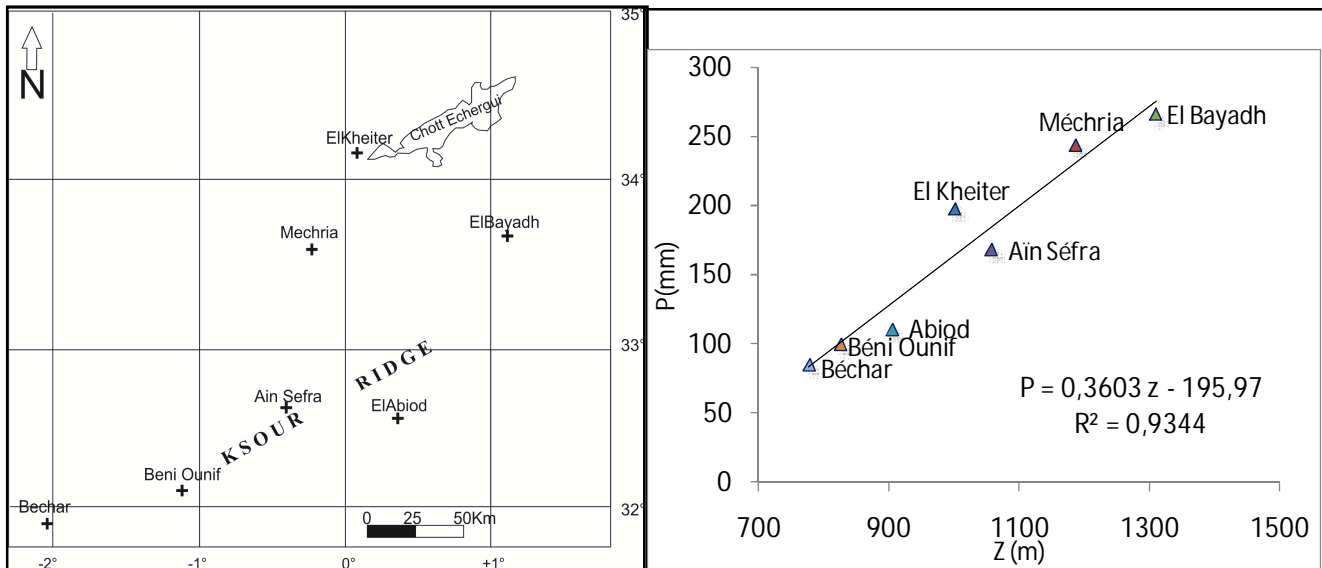 35°
N
Chott Echergui
ElKheiter
34°
ElBayadh
Mechria
33°
KSOUR RIDGE
Ain Sefra
ElAbiod
Beni Ounif
Bechar
32°
0 25 50Km
-2° -1° 0° +1°
300
250
200
150
100
50
0
P(mm)
El Bayadh
Méchria
El Kheiter
Aïn Séfra
Abiod
Béni Ounif
Béchar
P = 0,3603 z - 195,97
R² = 0,9344
700 900 1100 1300 1500
Z (m)